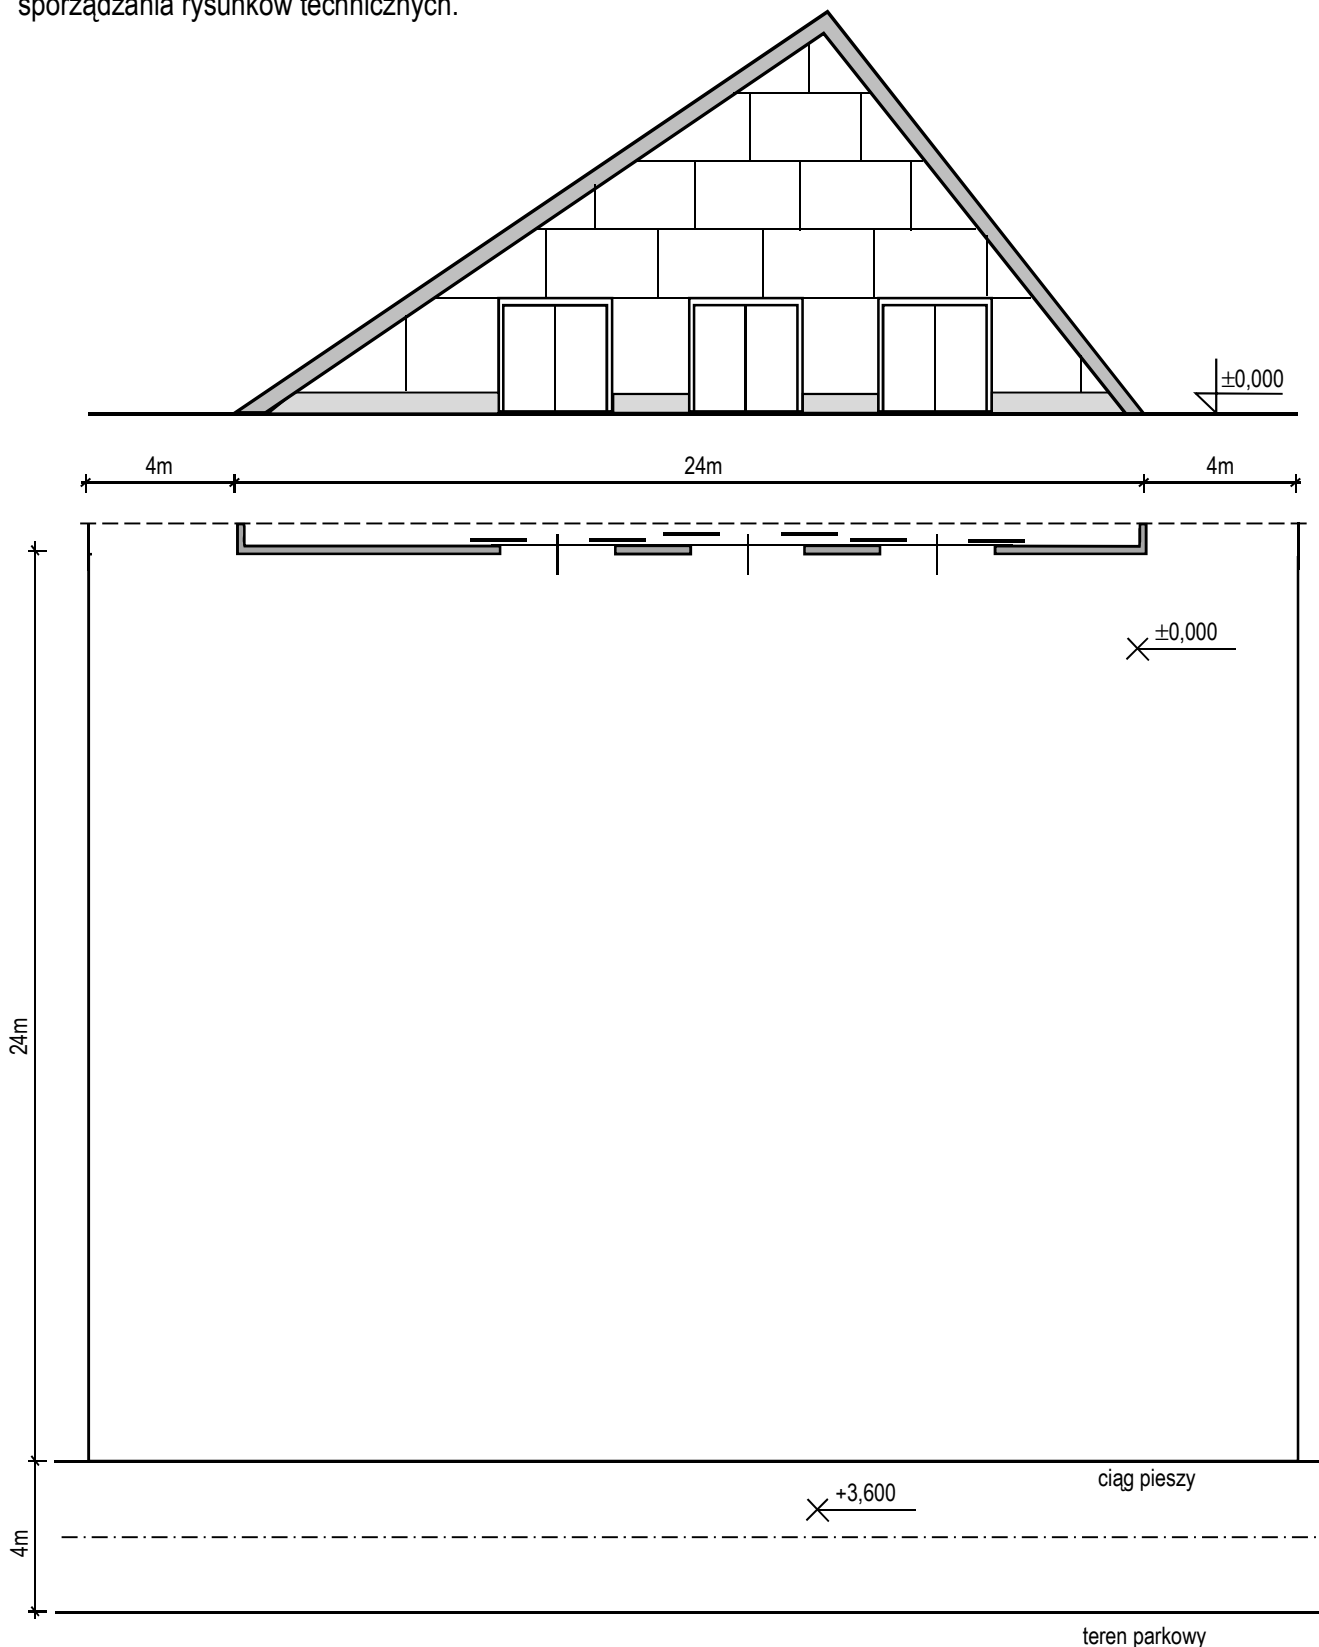 sporządzania rysunków technicznych.
±0,000
4m
24m
4m
±0,000
24m
ciąg pieszy
+3,600
4m
teren parkowy